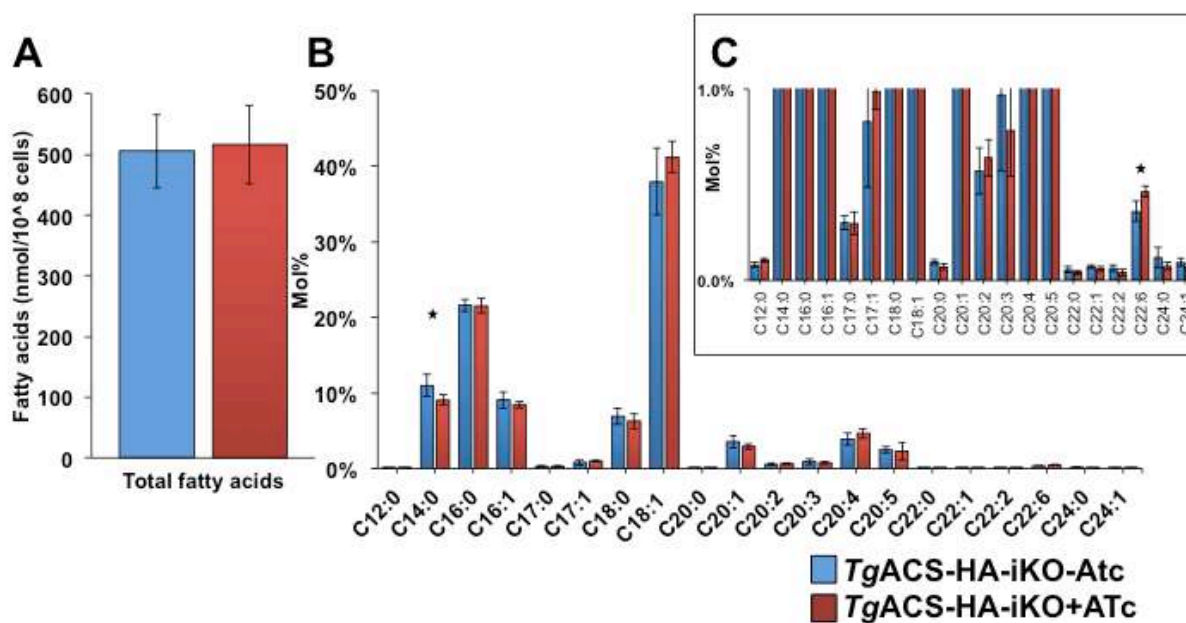 A
Fatty acids (nmol/10^8 cells)
600
500
400
300
200
100
0
Total fatty acids
B
Mol%
50%
40%
30%
20%
10%
0%
★
C12:0
C14:0
C16:0
C16:1
C17:0
C17:1
C18:0
C18:1
C20:0
C20:1
C20:2
C20:3
C20:4
C20:5
C22:0
C22:1
C22:2
C22:6
C24:0
C24:1
C
Mol%
1.0%
0.0%
★
C12:0
C14:0
C16:0
C16:1
C17:0
C17:1
C18:0
C18:1
C20:0
C20:1
C20:2
C20:3
C20:4
C20:5
C22:0
C22:1
C22:2
C22:6
C24:0
C24:1
TgACS-HA-iKO-Atc
TgACS-HA-iKO+ATc